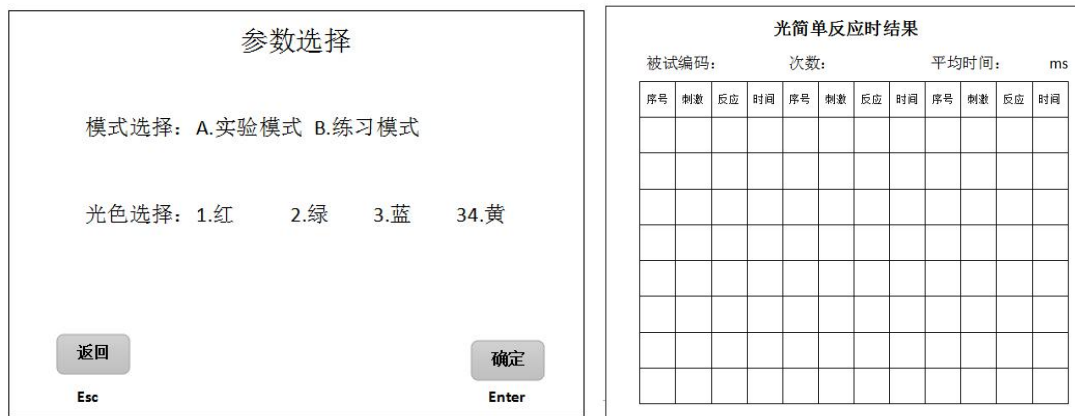 参数选择
模式选择：A.实验模式 B.练习模式
光色选择：1.红 2.绿 3.蓝 34.黄
返回
Esc
确定
Enter
光简单反应时结果
被试编码： 次数： 平均时间： ms
序号 刺激 反应 时间 序号 刺激 反应 时间 序号 刺激 反应 时间